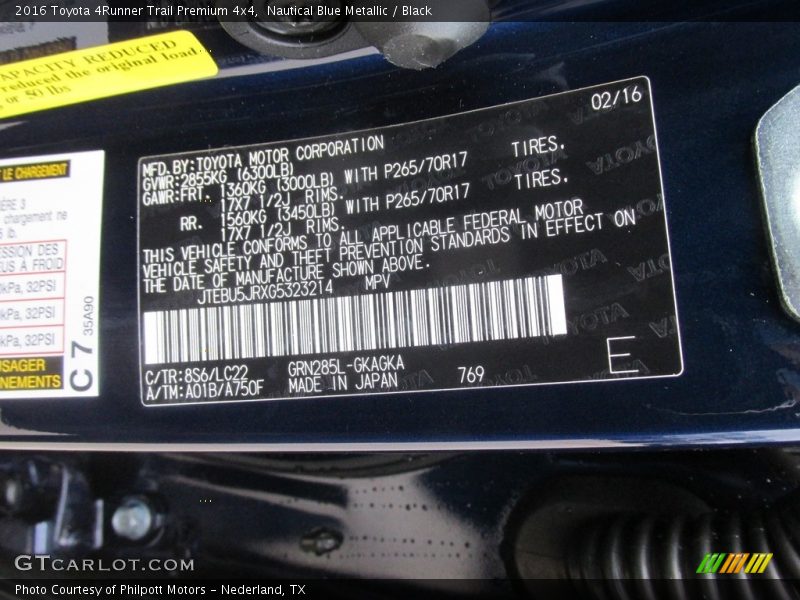 2016 Toyota 4Runner Trail Premium 4x4, Nautical Blue Metallic / Black
CAPACITY REDUCED
reduced the original load
or 50 lbs
LE CHARGEMENT
chargement ne
lb.
kPa, 32PSI
kPa, 32PSI
kPa, 32PSI
C7 35A90
02/16
MFD.BY:TOYOTA MOTOR CORPORATION
GVWR:2855KG (6300LB)
GAWR:FRT 1360KG (3000LB) WITH P265/70R17 TIRES.
17X7 1/2J RIMS.
RR. 1560KG (3450LB) WITH P265/70R17 TIRES.
17X7 1/2J RIMS.
THIS VEHICLE CONFORMS TO ALL APPLICABLE FEDERAL MOTOR
VEHICLE SAFETY AND THEFT PREVENTION STANDARDS IN EFFECT ON
THE DATE OF MANUFACTURE SHOWN ABOVE.
JTEBU5JRXG5323214 MPV
C/TR:8S6/LC22 GRN285L-GKAGKA
A/TM:A01B/A750F MADE IN JAPAN 769
E
GTCARLOT.COM
Photo Courtesy of Philpott Motors - Nederland, TX